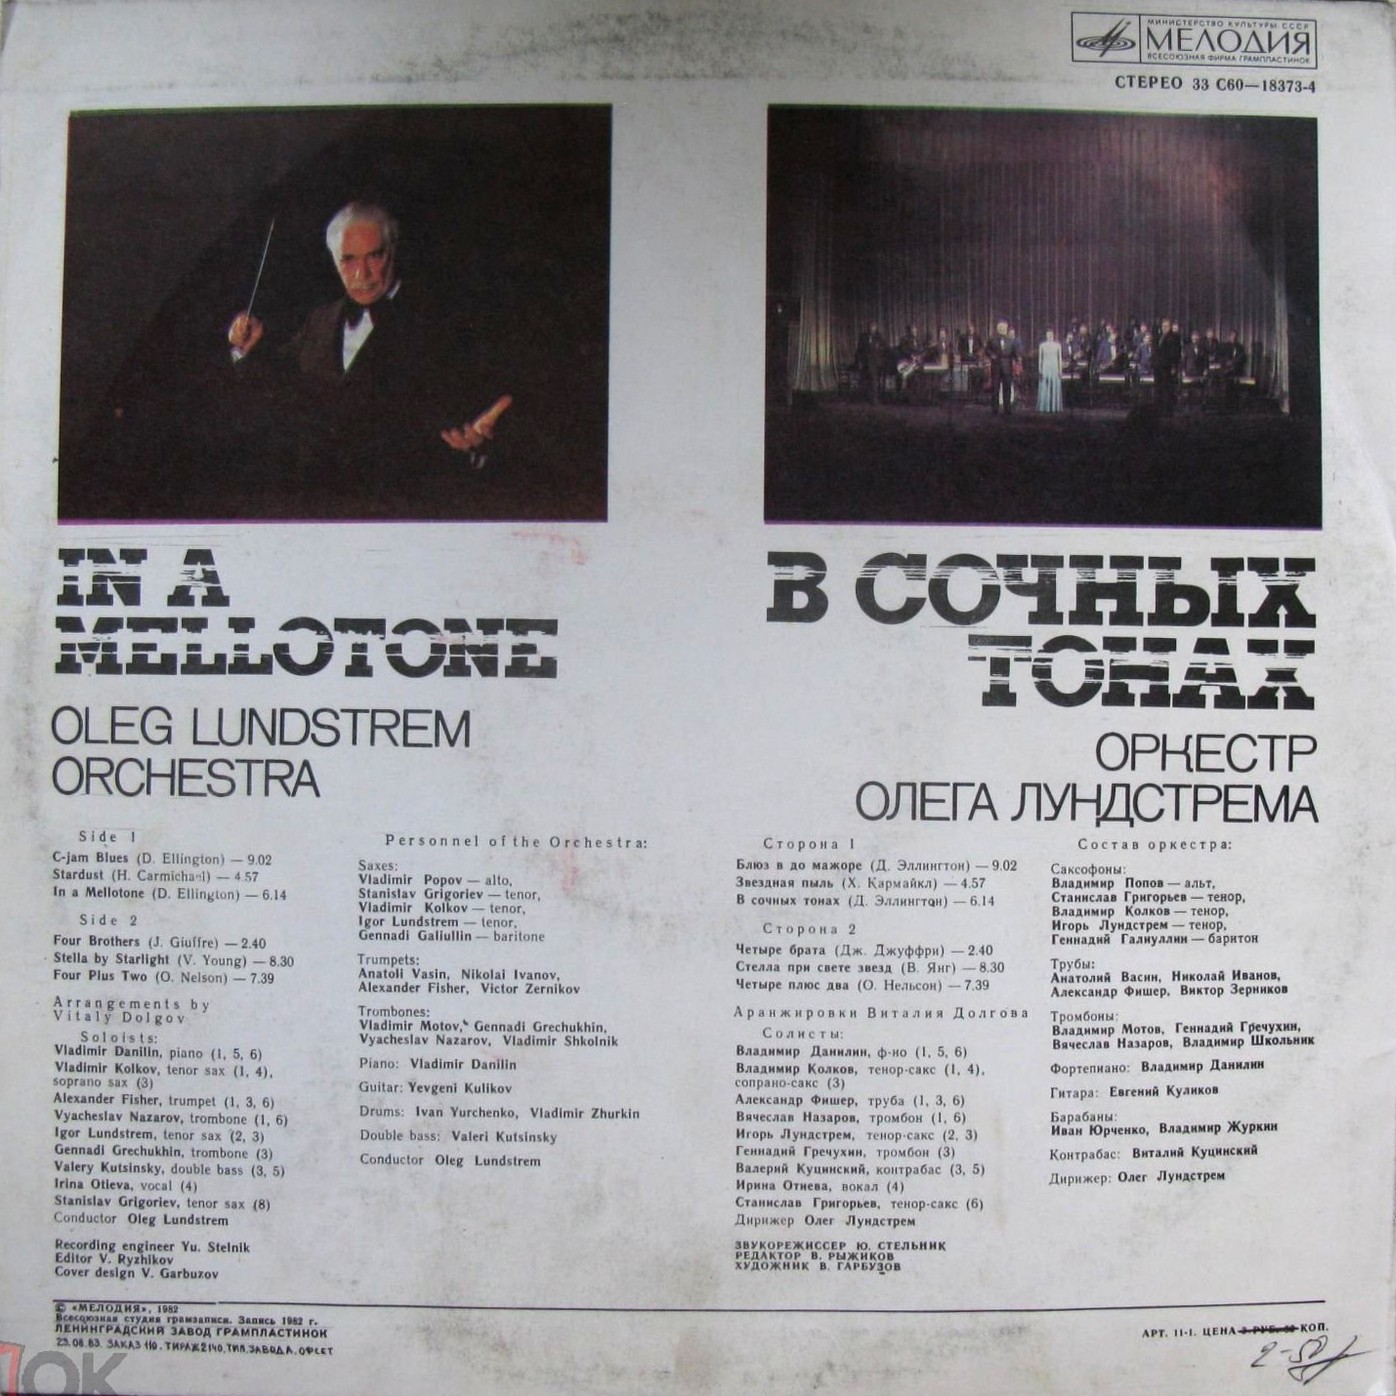 МИНИСТЕРСТВО КУЛЬТУРЫ СССР
МЕЛОДИЯ
ВСЕСОЮЗНАЯ ФИРМА ГРАМПЛАСТИНОК
СТЕРЕО 33 С60—18373-4
IN A
MELLOTONE
OLEG LUNDSTREM
ORCHESTRA
В СОЧНЫХ
ТОНАХ
ОРКЕСТР
ОЛЕГА ЛУНДСТРЕМА
Side 1
C-jam Blues (D. Ellington) — 9.02
Stardust (H. Carmichael) — 4.57
In a Mellotone (D. Ellington) — 6.14
Side 2
Four Brothers (J. Giuffre) — 2.40
Stella by Starlight (V. Young) — 8.30
Four Plus Two (O. Nelson) — 7.39
Arrangements by
Vitaly Dolgov
Soloists:
Vladimir Danilin, piano (1, 5, 6)
Vladimir Kolkov, tenor sax (1, 4),
soprano sax (3)
Alexander Fisher, trumpet (1, 3, 6)
Vyacheslav Nazarov, trombone (1, 6)
Igor Lundstrem, tenor sax (2, 3)
Gennadi Grechukhin, trombone (3)
Valery Kutsinsky, double bass (3, 5)
Irina Otieva, vocal (4)
Stanislav Grigoriev, tenor sax (8)
Conductor Oleg Lundstrem
Recording engineer Yu. Stelnik
Editor V. Ryzhikov
Cover design V. Garbuzov
Personnel of the Orchestra:
Saxes:
Vladimir Popov — alto,
Stanislav Grigoriev — tenor,
Vladimir Kolkov — tenor,
Igor Lundstrem — tenor,
Gennadi Galiullin — baritone
Trumpets:
Anatoli Vasin, Nikolai Ivanov,
Alexander Fisher, Victor Zernikov
Trombones:
Vladimir Motov, Gennadi Grechukhin,
Vyacheslav Nazarov, Vladimir Shkolnik
Piano: Vladimir Danilin
Guitar: Yevgeni Kulikov
Drums: Ivan Yurchenko, Vladimir Zhurkin
Double bass: Valeri Kutsinsky
Conductor Oleg Lundstrem
Сторона 1
Блюз в до мажоре (Д. Эллингтон) — 9.02
Звездная пыль (Х. Кармайкл) — 4.57
В сочных тонах (Д. Эллингтон) — 6.14
Сторона 2
Четыре брата (Дж. Джуффри) — 2.40
Стелла при свете звезд (В. Янг) — 8.30
Четыре плюс два (О. Нельсон) — 7.39
Аранжировки Виталия Долгова
Солисты:
Владимир Данилин, ф-но (1, 5, 6)
Владимир Колков, тенор-сакс (1, 4),
сопрано-сакс (3)
Александр Фишер, труба (1, 3, 6)
Вячеслав Назаров, тромбон (1, 6)
Игорь Лундстрем, тенор-сакс (2, 3)
Геннадий Гречухин, тромбон (3)
Валерий Куцинский, контрабас (3, 5)
Ирина Отиева, вокал (4)
Станислав Григорьев, тенор-сакс (6)
Дирижер Олег Лундстрем
ЗВУКОРЕЖИССЕР Ю. СТЕЛЬНИК
РЕДАКТОР В. РЫЖИКОВ
ХУДОЖНИК В. ГАРБУЗОВ
Состав оркестра:
Саксофоны:
Владимир Попов — альт,
Станислав Григорьев — тенор,
Владимир Колков — тенор,
Игорь Лундстрем — тенор,
Геннадий Галиуллин — баритон
Трубы:
Анатолий Васин, Николай Иванов,
Александр Фишер, Виктор Зерников
Тромбоны:
Владимир Мотов, Геннадий Гречухин,
Вячеслав Назаров, Владимир Школьник
Фортепиано: Владимир Данилин
Гитара: Евгений Куликов
Барабаны:
Иван Юрченко, Владимир Журкин
Контрабас: Виталий Куцинский
Дирижер: Олег Лундстрем
© «МЕЛОДИЯ», 1982
Всесоюзная студия грамзаписи. Запись 1982 г.
ЛЕНИНГРАДСКИЙ ЗАВОД ГРАМПЛАСТИНОК
23.06.83. ЗАКАЗ 110. ТИРАЖ 2140. ТИП. ЗАВОДА. ОФСЕТ
АРТ. 11-1. ЦЕНА КОП.
2-50
10K